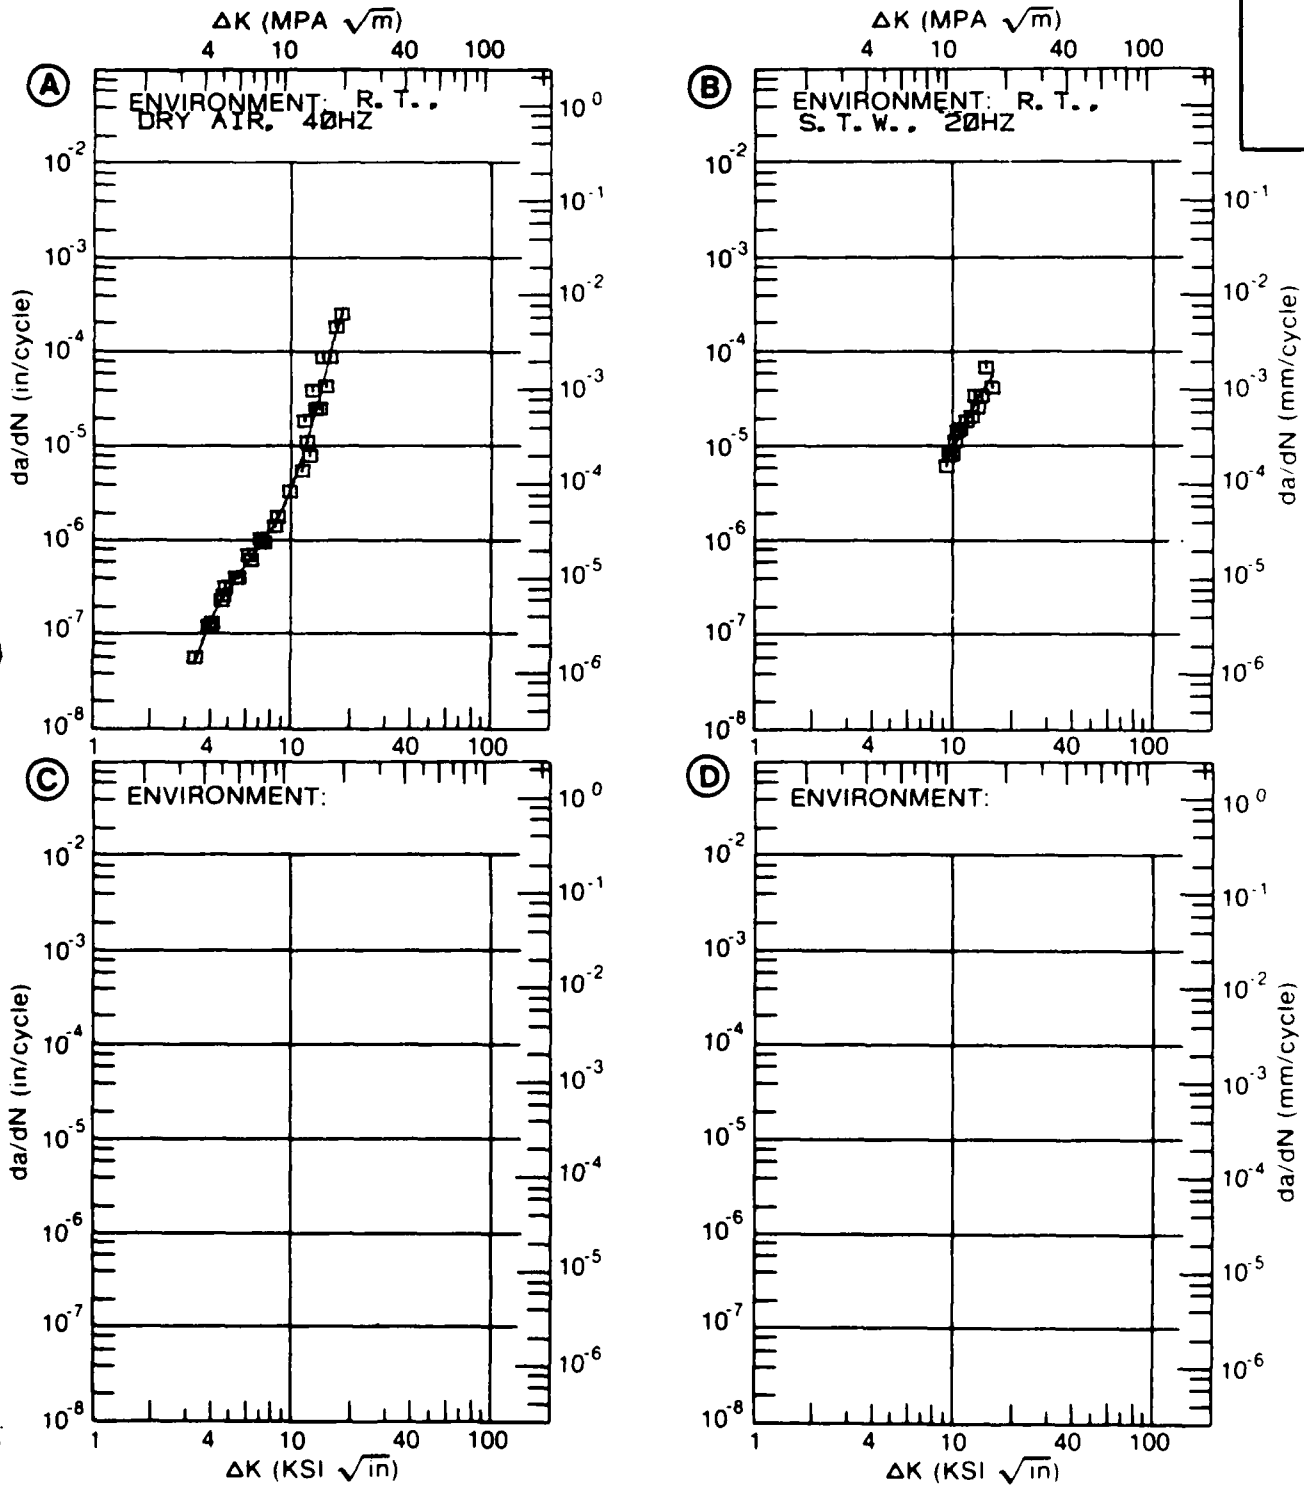 ΔK (MPA √m) ΔK (MPA √m)
4 10 40 100 4 10 40 100
A B
ENVIRONMENT: R.T., ENVIRONMENT: R.T.,
DRY AIR, 40HZ S.T.W., 20HZ
10^0
10^-2 10^-2
10^-1 10^-1
10^-3 10^-3
10^-2 10^-2
10^-4 10^-4
10^-3 10^-3
10^-5 10^-5
10^-4 10^-4
10^-6 10^-6
10^-5 10^-5
10^-7 10^-7
10^-6 10^-6
10^-8 10^-8
da/dN (in/cycle) da/dN (mm/cycle)
1 4 10 40 100 1 4 10 40 100
C D
ENVIRONMENT: ENVIRONMENT:
10^0 10^0
10^-2 10^-2
10^-1 10^-1
10^-3 10^-3
10^-2 10^-2
10^-4 10^-4
10^-3 10^-3
10^-5 10^-5
10^-4 10^-4
10^-6 10^-6
10^-5 10^-5
10^-7 10^-7
10^-6 10^-6
10^-8 10^-8
da/dN (in/cycle) da/dN (mm/cycle)
1 4 10 40 100 1 4 10 40 100
ΔK (KSI √in) ΔK (KSI √in)